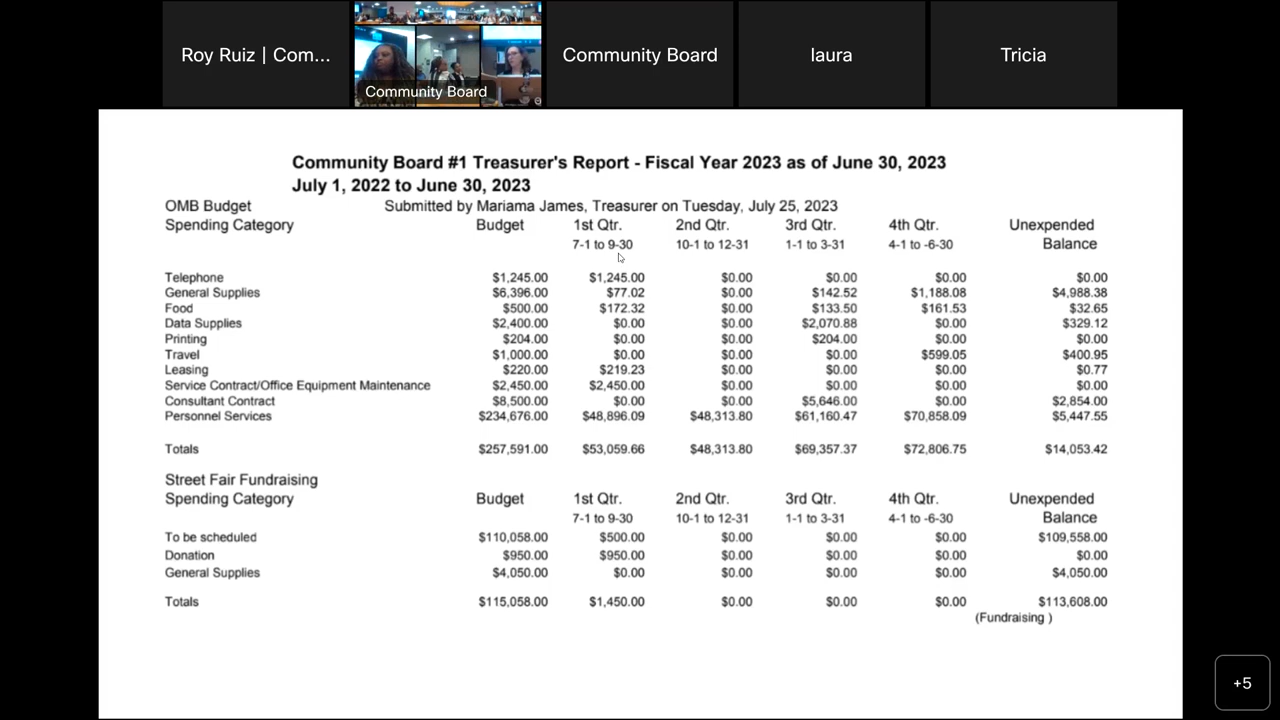 Roy Ruiz | Com...
Community Board
Community Board
laura
Tricia
Community Board #1 Treasurer's Report - Fiscal Year 2023 as of June 30, 2023
July 1, 2022 to June 30, 2023
OMB Budget Submitted by Mariama James, Treasurer on Tuesday, July 25, 2023
Spending Category Budget 1st Qtr. 2nd Qtr. 3rd Qtr. 4th Qtr. Unexpended
7-1 to 9-30 10-1 to 12-31 1-1 to 3-31 4-1 to -6-30 Balance
Telephone $1,245.00 $1,245.00 $0.00 $0.00 $0.00 $0.00
General Supplies $6,396.00 $77.02 $0.00 $142.52 $1,188.08 $4,988.38
Food $500.00 $172.32 $0.00 $133.50 $161.53 $32.65
Data Supplies $2,400.00 $0.00 $0.00 $2,070.88 $0.00 $329.12
Printing $204.00 $0.00 $0.00 $204.00 $0.00 $0.00
Travel $1,000.00 $0.00 $0.00 $0.00 $599.05 $400.95
Leasing $220.00 $219.23 $0.00 $0.00 $0.00 $0.77
Service Contract/Office Equipment Maintenance $2,450.00 $2,450.00 $0.00 $0.00 $0.00 $0.00
Consultant Contract $8,500.00 $0.00 $0.00 $5,646.00 $0.00 $2,854.00
Personnel Services $234,676.00 $48,896.09 $48,313.80 $61,160.47 $70,858.09 $5,447.55
Totals $257,591.00 $53,059.66 $48,313.80 $69,357.37 $72,806.75 $14,053.42
Street Fair Fundraising
Spending Category Budget 1st Qtr. 2nd Qtr. 3rd Qtr. 4th Qtr. Unexpended
7-1 to 9-30 10-1 to 12-31 1-1 to 3-31 4-1 to -6-30 Balance
To be scheduled $110,058.00 $500.00 $0.00 $0.00 $0.00 $109,558.00
Donation $950.00 $950.00 $0.00 $0.00 $0.00 $0.00
General Supplies $4,050.00 $0.00 $0.00 $0.00 $0.00 $4,050.00
Totals $115,058.00 $1,450.00 $0.00 $0.00 $0.00 $113,608.00
(Fundraising )
+5